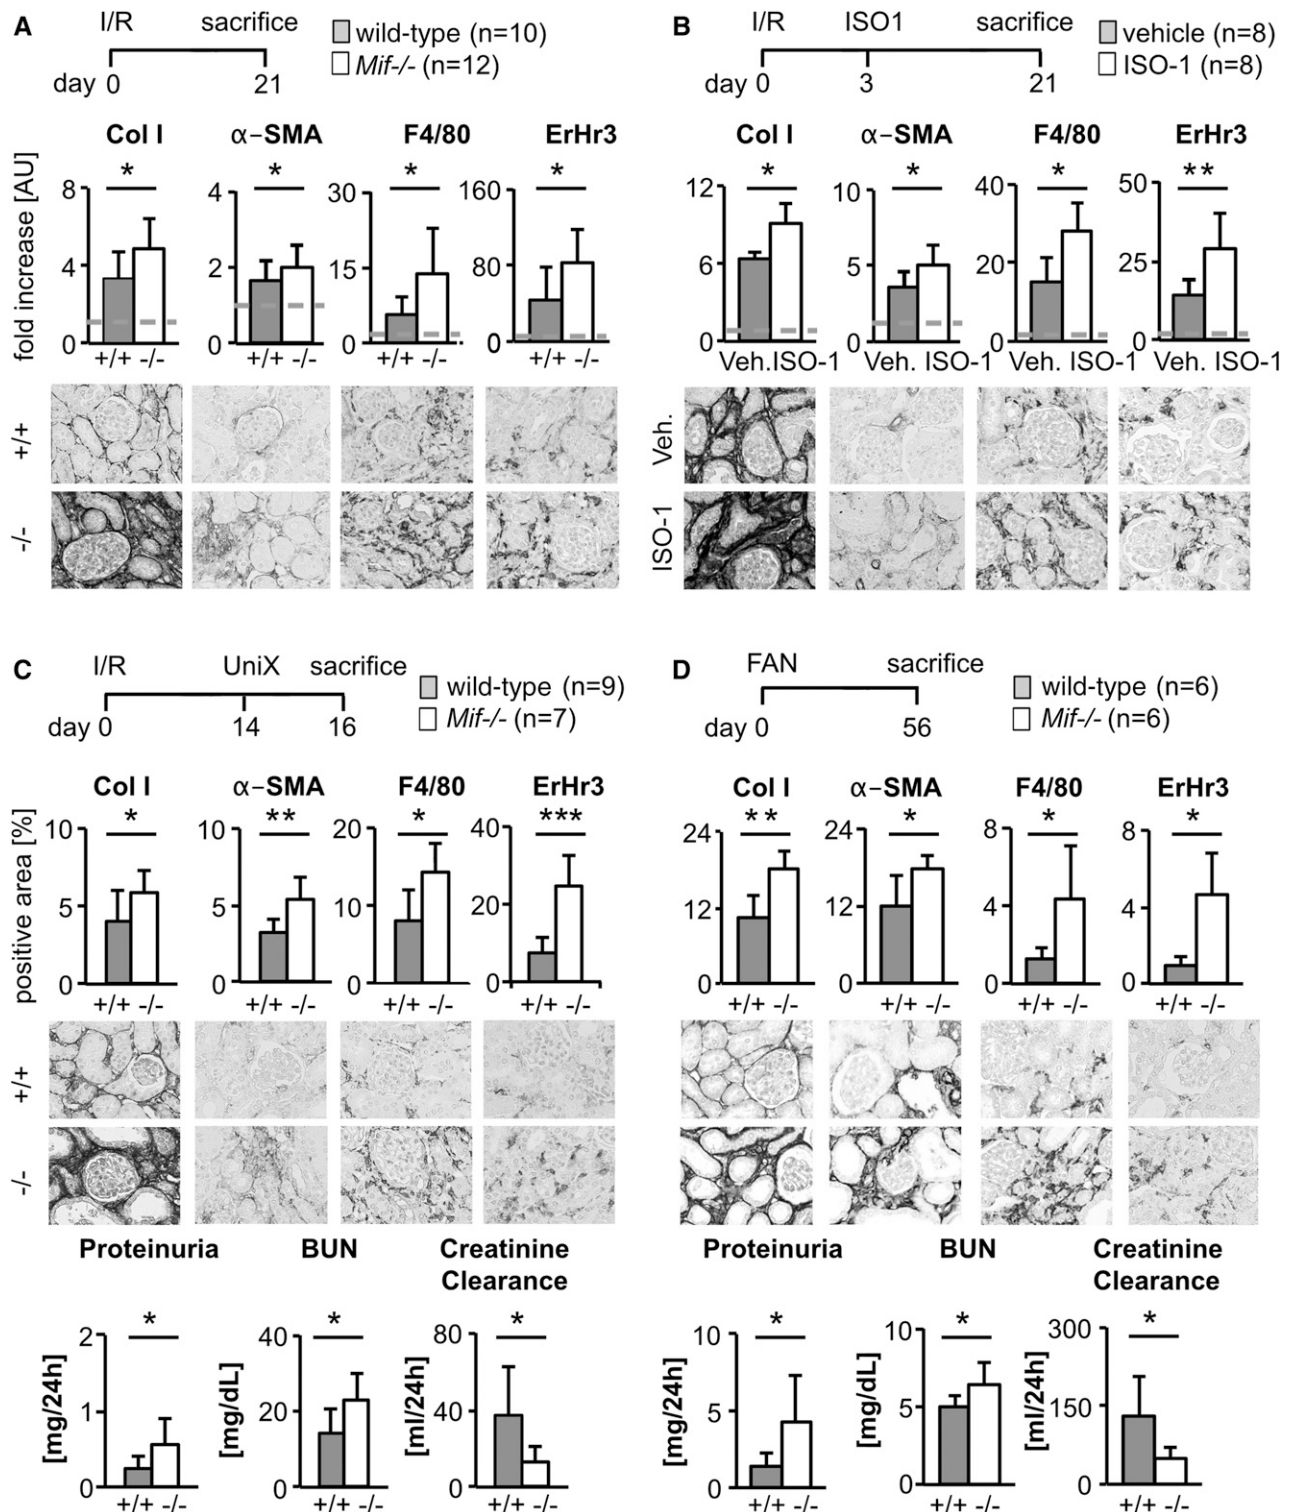 A I/R sacrifice wild-type (n=10)
Mif-/- (n=12)
day 0 21
Col I α-SMA F4/80 ErHr3
* * * *
fold increase [AU]
8 4 0
4 2 0
30 15 0
160 80 0
+/+ -/- +/+ -/- +/+ -/- +/+ -/-
+/+
-/-
B I/R ISO1 sacrifice vehicle (n=8)
ISO-1 (n=8)
day 0 3 21
Col I α-SMA F4/80 ErHr3
* * * **
12 6 0
10 5 0
40 20 0
50 25 0
Veh. ISO-1 Veh. ISO-1 Veh. ISO-1 Veh. ISO-1
Veh.
ISO-1
C I/R UniX sacrifice wild-type (n=9)
Mif-/- (n=7)
day 0 14 16
Col I α-SMA F4/80 ErHr3
* ** * ***
positive area [%]
10 5 0
10 5 0
20 10 0
40 20 0
+/+ -/- +/+ -/- +/+ -/- +/+ -/-
+/+
-/-
Proteinuria BUN Creatinine
Clearance
* * *
[mg/24h]
2 1 0
[mg/dL]
40 20 0
[ml/24h]
80 40 0
+/+ -/- +/+ -/- +/+ -/-
D FAN sacrifice wild-type (n=6)
Mif-/- (n=6)
day 0 56
Col I α-SMA F4/80 ErHr3
** * * *
24 12 0
24 12 0
8 4 0
8 4 0
+/+ -/- +/+ -/- +/+ -/- +/+ -/-
Proteinuria BUN Creatinine
Clearance
* * *
[mg/24h]
10 5 0
[mg/dL]
10 5 0
[ml/24h]
300 150 0
+/+ -/- +/+ -/- +/+ -/-